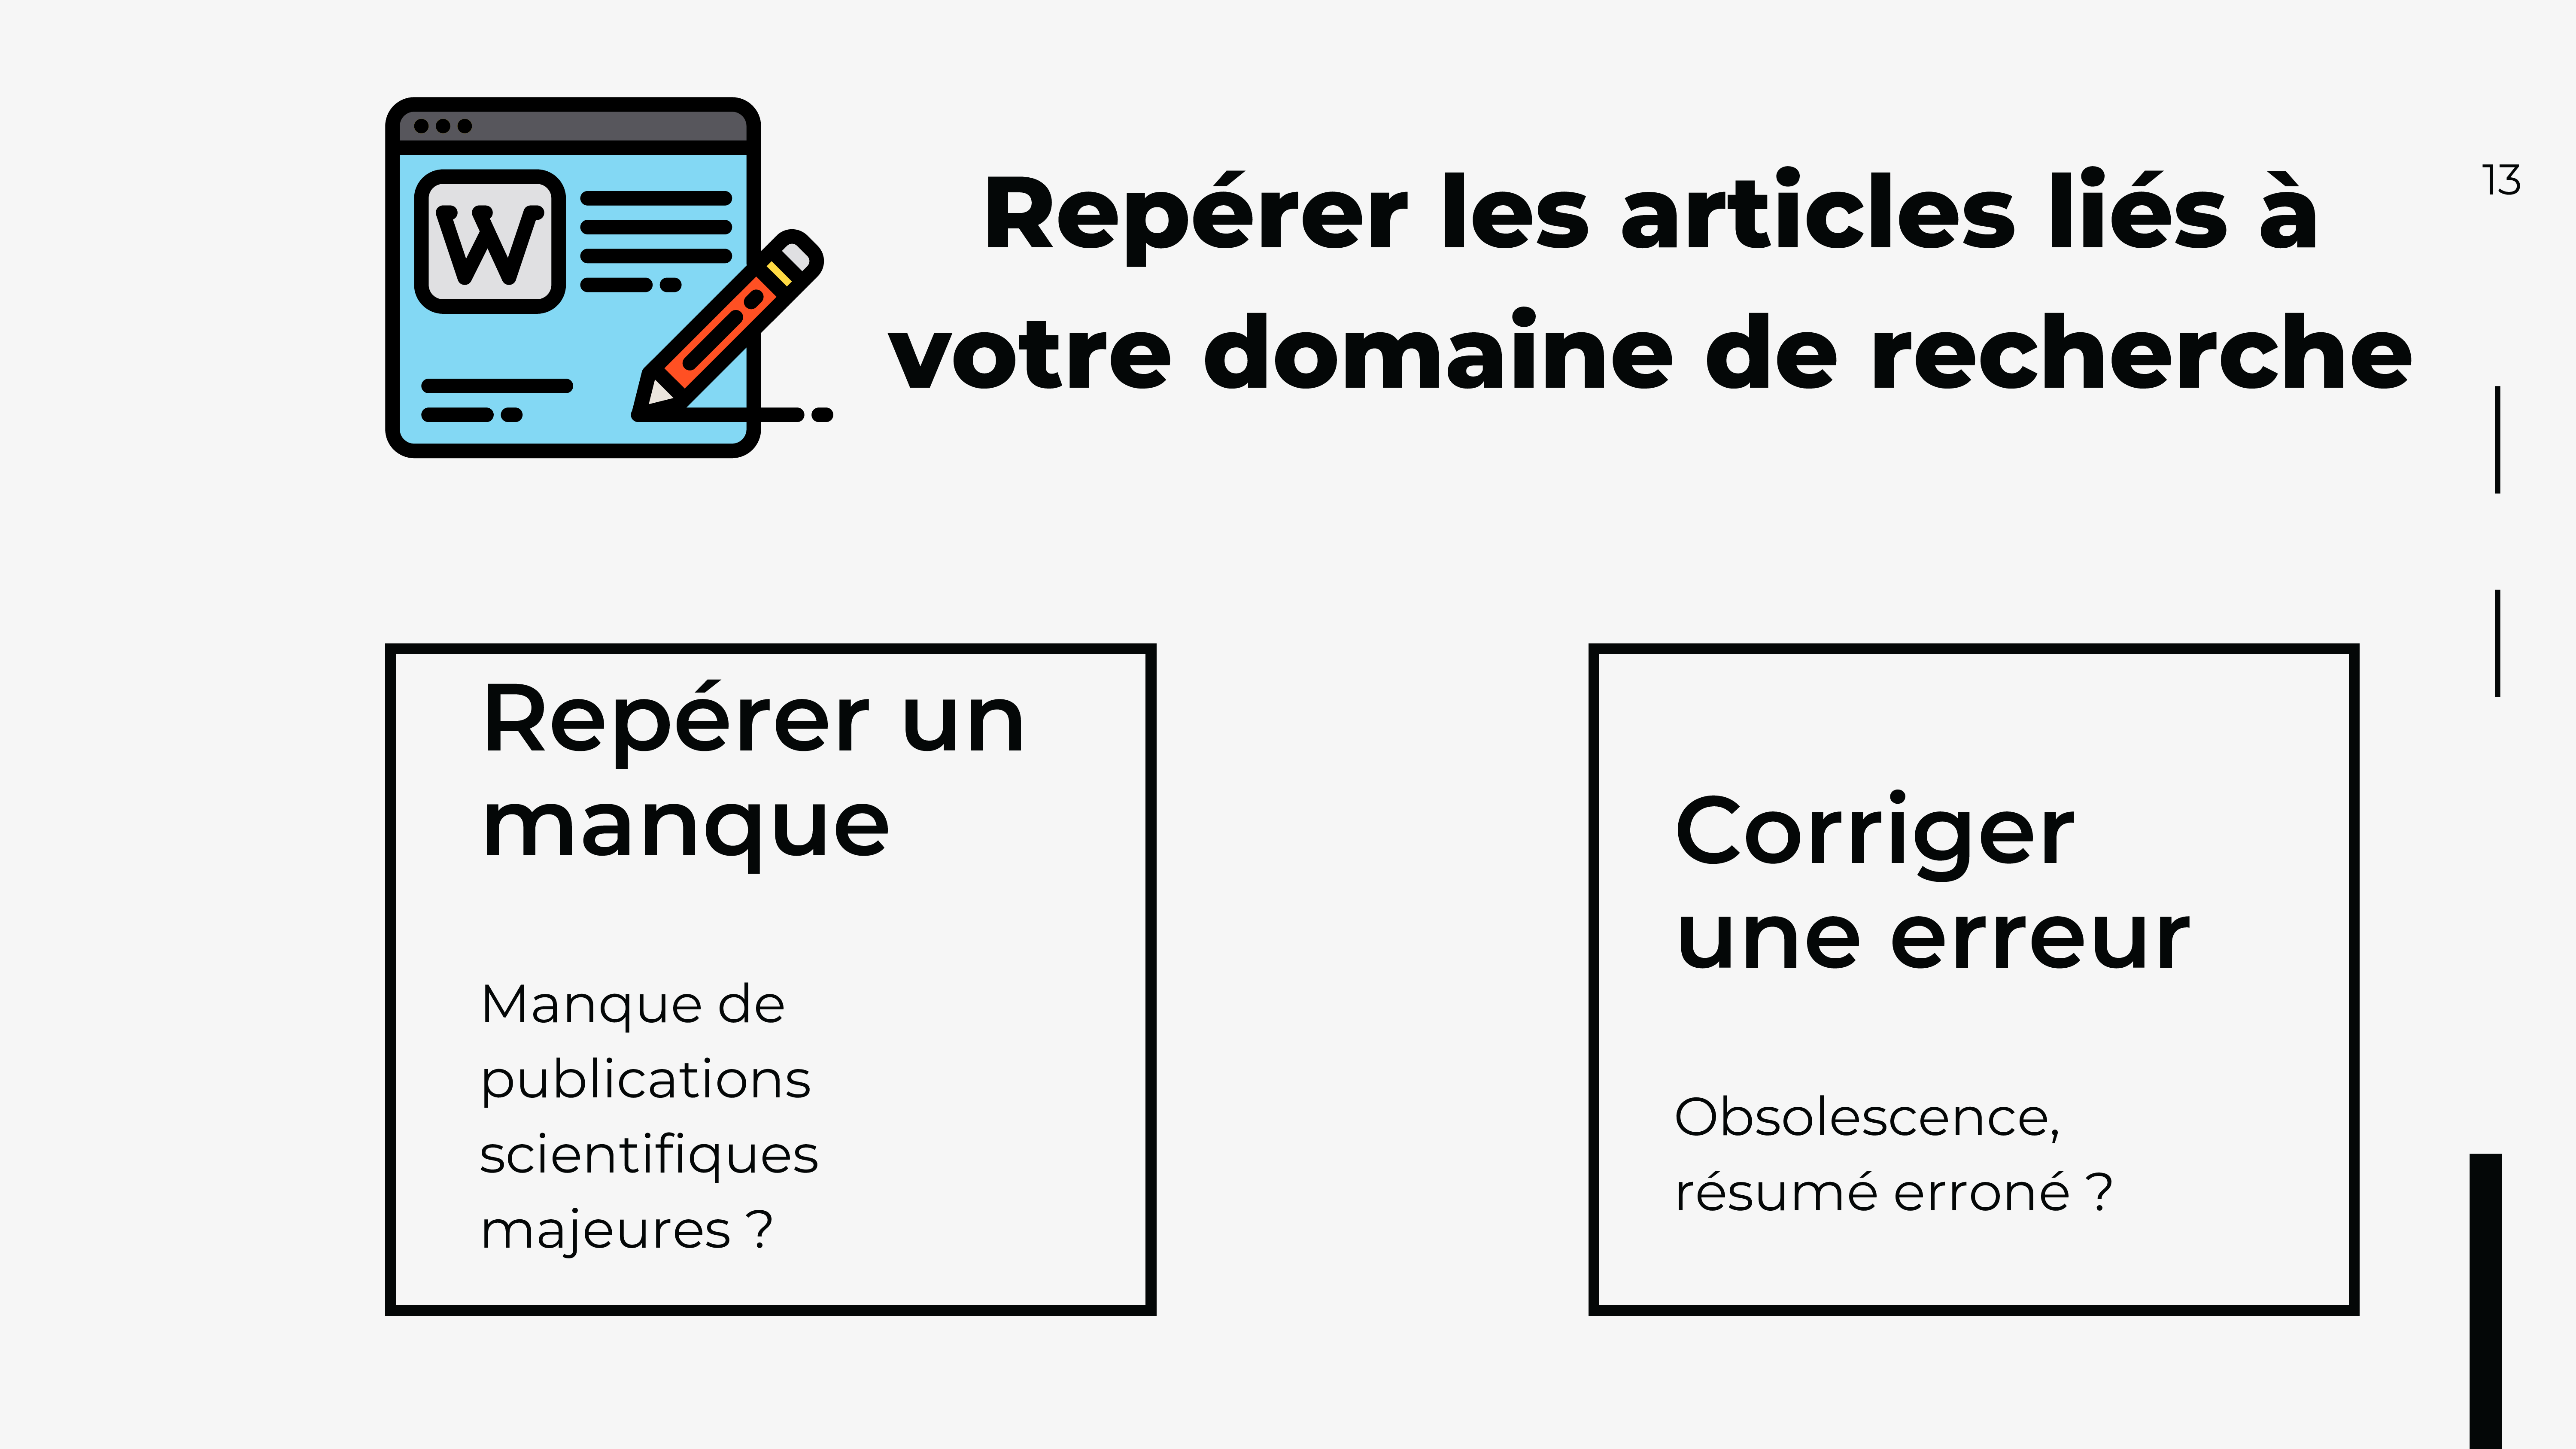 W
Repérer les articles liés à
votre domaine de recherche
13
Repérer un
manque
Manque de
publications
scientifiques
majeures ?
Corriger
une erreur
Obsolescence,
résumé erroné ?